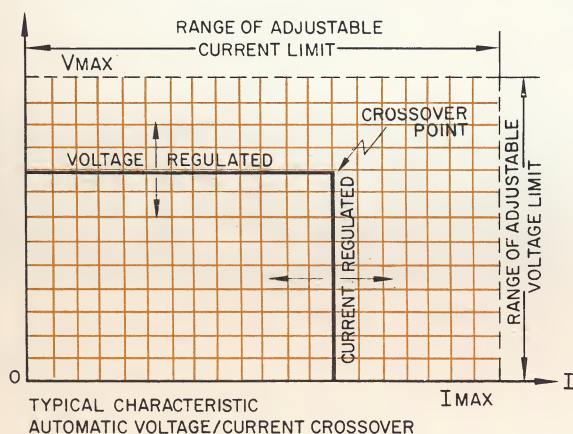 RANGE OF ADJUSTABLE
CURRENT LIMIT
VMAX
CROSSOVER
POINT
VOLTAGE REGULATED
CURRENT REGULATED
RANGE OF ADJUSTABLE
VOLTAGE LIMIT
O
I
IMAX
TYPICAL CHARACTERISTIC
AUTOMATIC VOLTAGE/CURRENT CROSSOVER